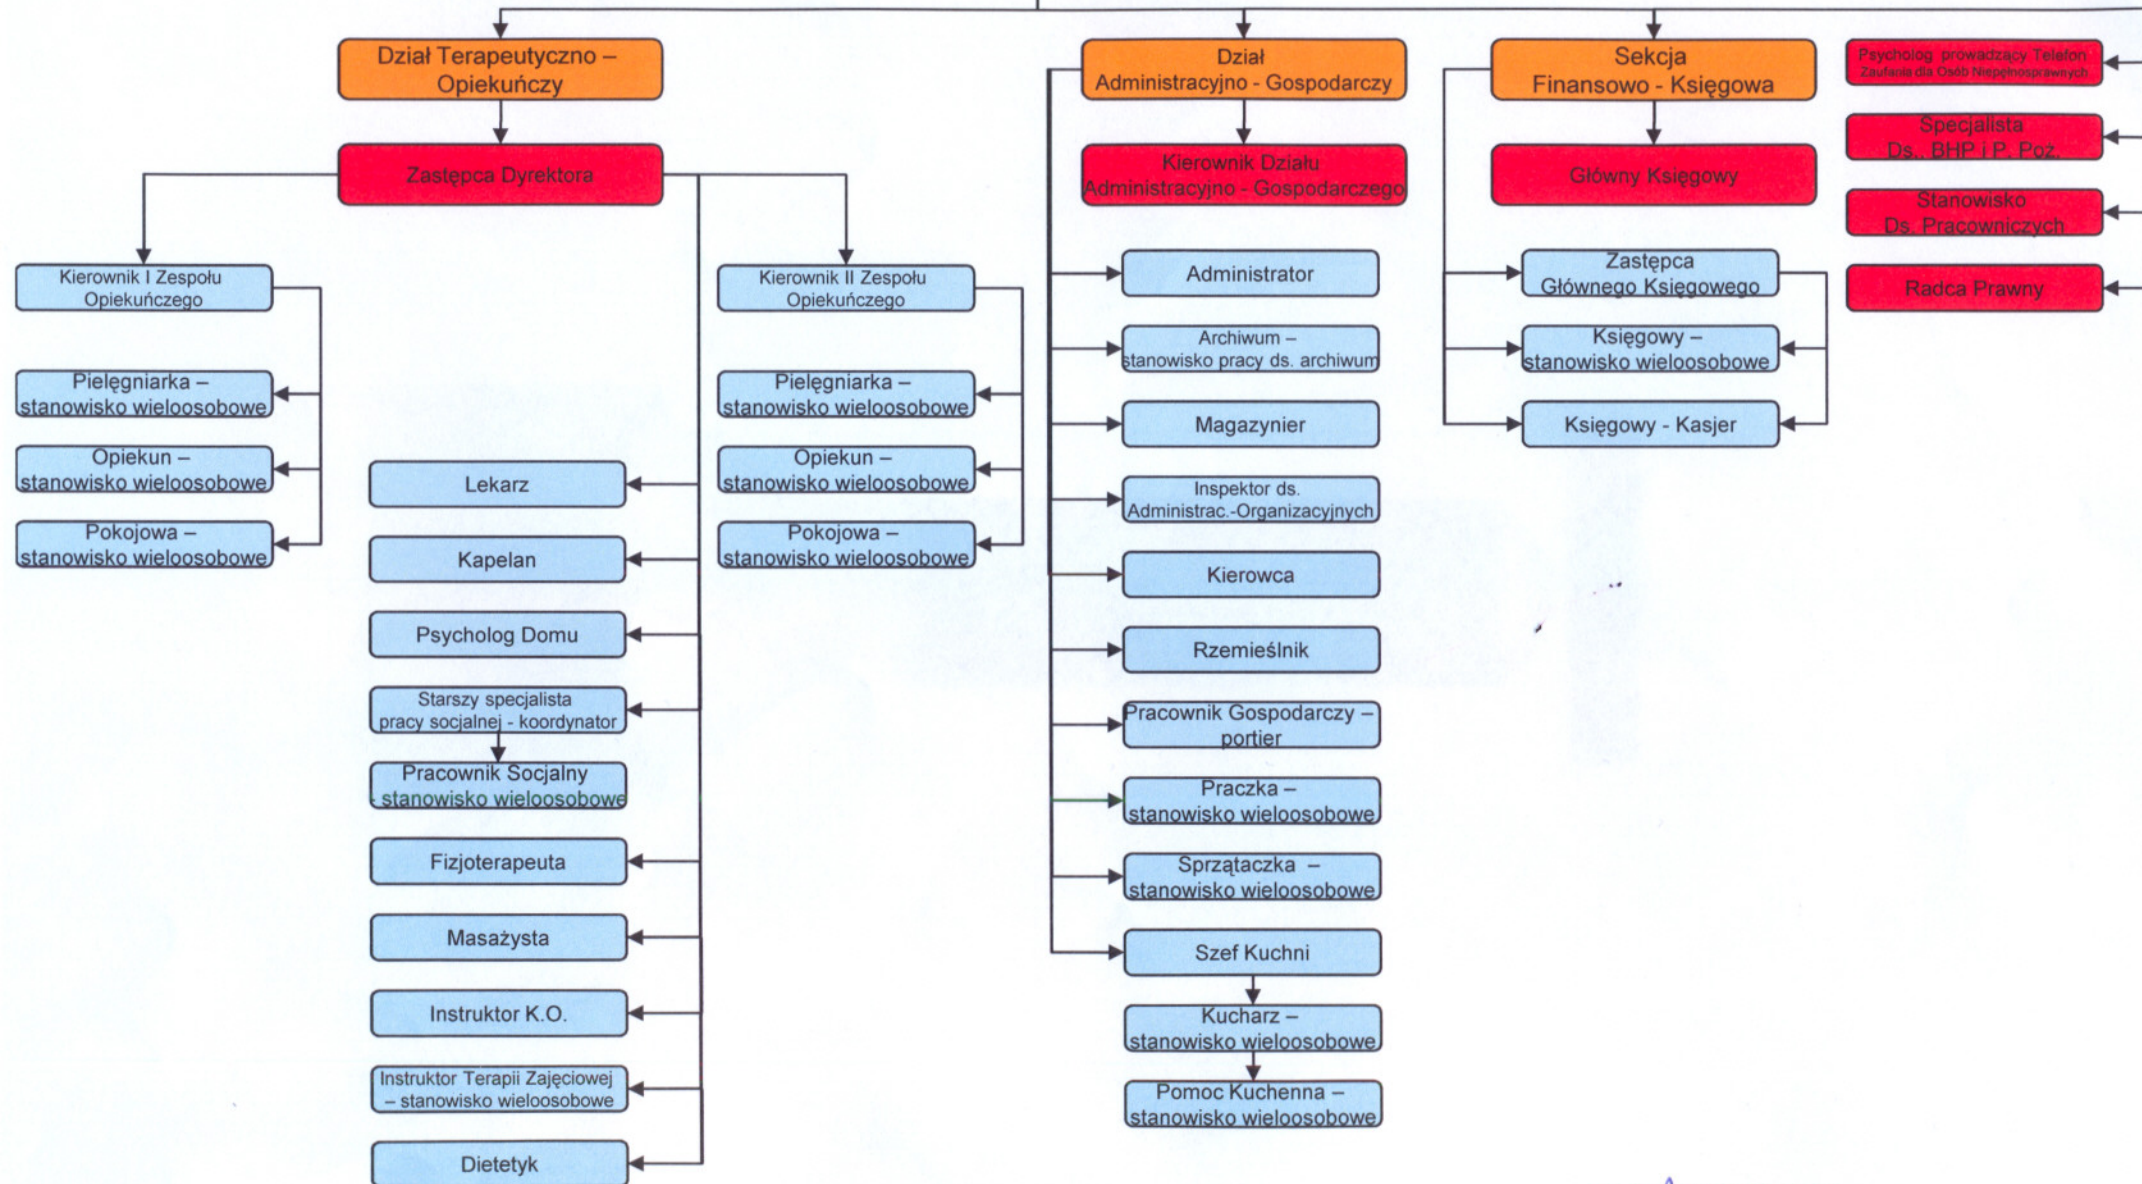 Dział Terapeutyczno –
Opiekuńczy
Zastępca Dyrektora
Kierownik I Zespołu
Opiekuńczego
Pielęgniarka –
stanowisko wieloosobowe
Opiekun –
stanowisko wieloosobowe
Pokojowa –
stanowisko wieloosobowe
Lekarz
Kapelan
Psycholog Domu
Starszy specjalista
pracy socjalnej - koordynator
Pracownik Socjalny
- stanowisko wieloosobowe
Fizjoterapeuta
Masażysta
Instruktor K.O.
Instruktor Terapii Zajęciowej
– stanowisko wieloosobowe
Dietetyk
Kierownik II Zespołu
Opiekuńczego
Pielęgniarka –
stanowisko wieloosobowe
Opiekun –
stanowisko wieloosobowe
Pokojowa –
stanowisko wieloosobowe
Dział
Administracyjno - Gospodarczy
Kierownik Działu
Administracyjno - Gospodarczego
Administrator
Archiwum –
stanowisko pracy ds. archiwum
Magazynier
Inspektor ds.
Administrac.-Organizacyjnych
Kierowca
Rzemieślnik
Pracownik Gospodarczy –
portier
Praczka –
stanowisko wieloosobowe
Sprzątaczka –
stanowisko wieloosobowe
Szef Kuchni
Kucharz –
stanowisko wieloosobowe
Pomoc Kuchenna –
stanowisko wieloosobowe
Sekcja
Finansowo - Księgowa
Główny Księgowy
Zastępca
Głównego Księgowego
Księgowy –
stanowisko wieloosobowe
Księgowy - Kasjer
Psycholog prowadzący Telefon
Zaufania dla Osób Niepełnosprawnych
Specjalista
Ds.. BHP i P. Poż.
Stanowisko
Ds. Pracowniczych
Radca Prawny